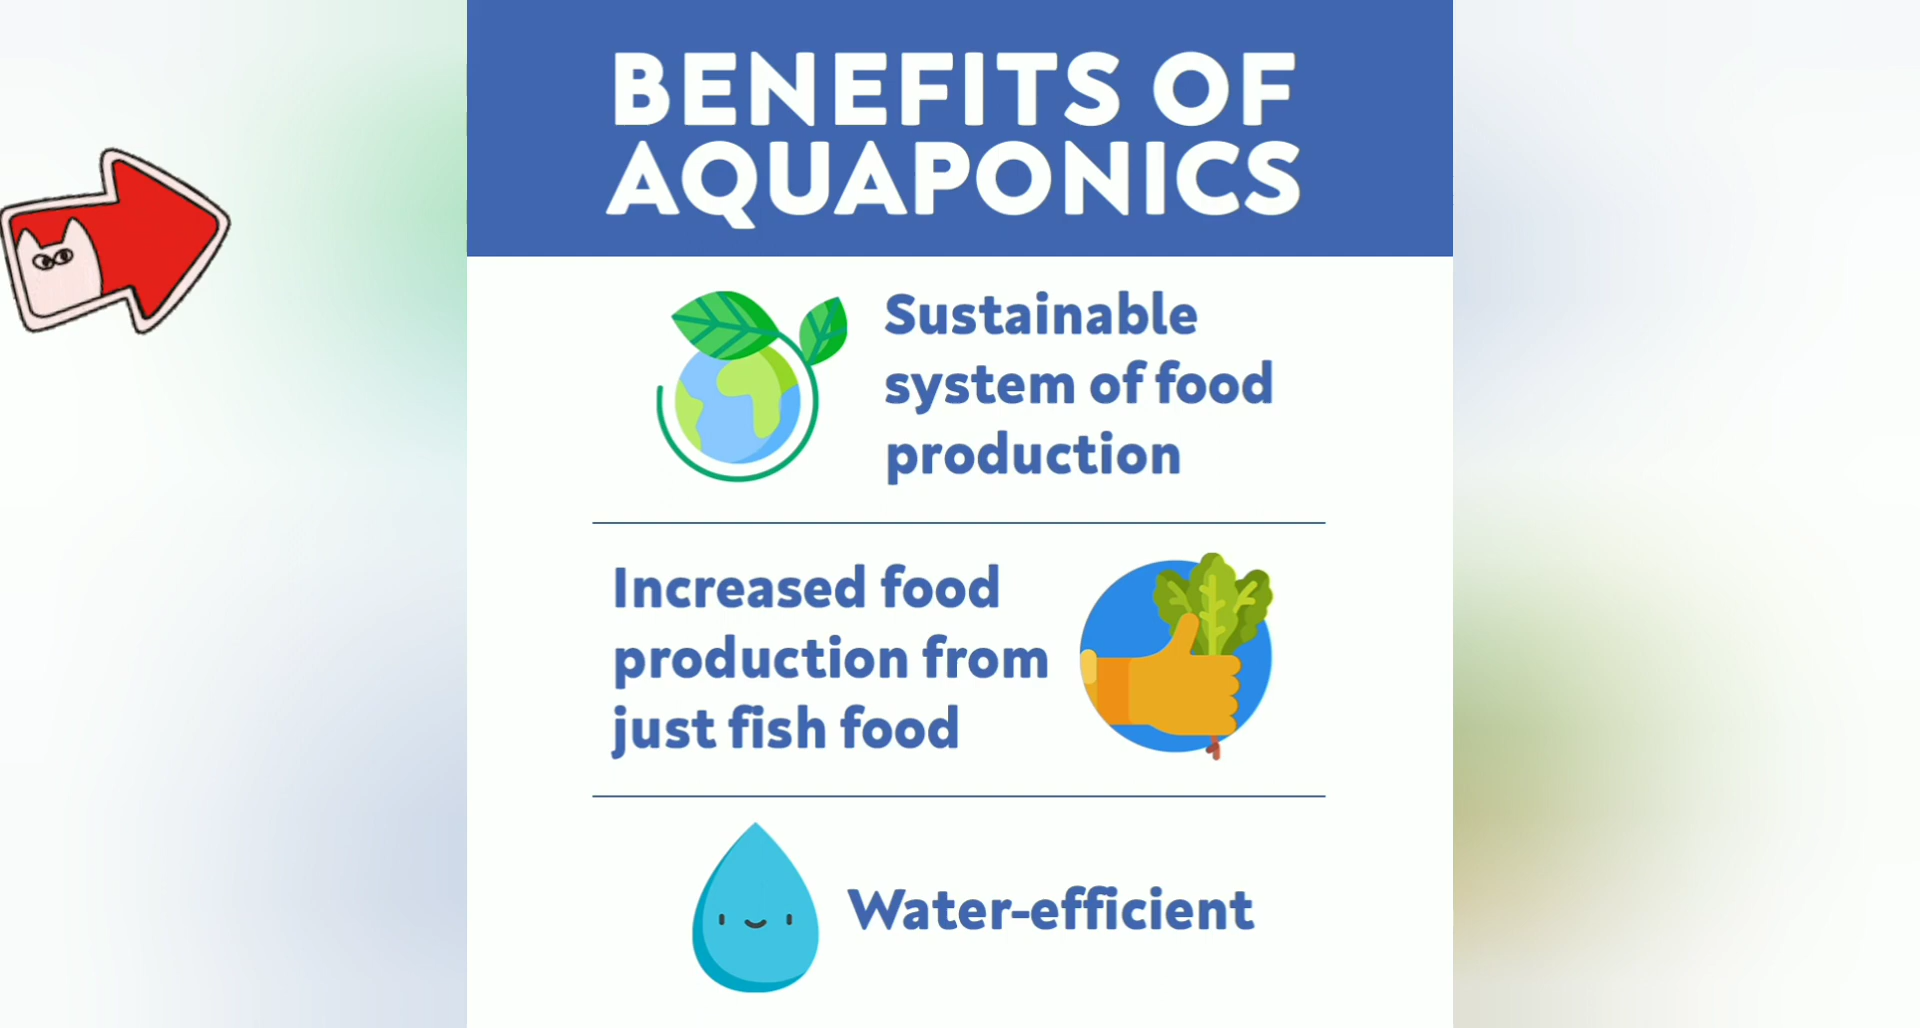 BENEFITS OF
AQUAPONICS
Sustainable
system of food
production
Increased food
production from
just fish food
Water-efficient